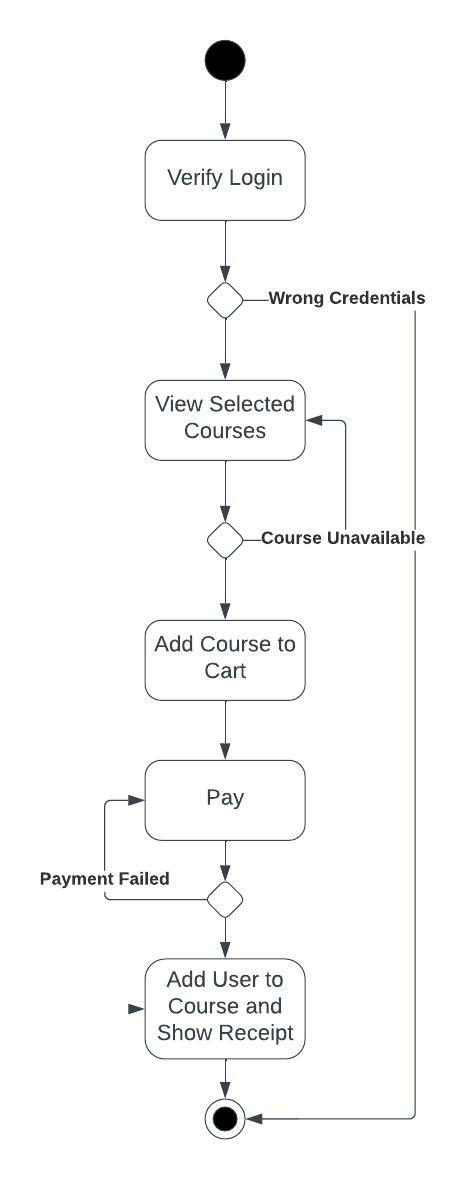 Verify Login
Wrong Credentials
View Selected
Courses
Course Unavailable
Add Course to
Cart
Pay
Payment Failed
Add User to
Course and
Show Receipt